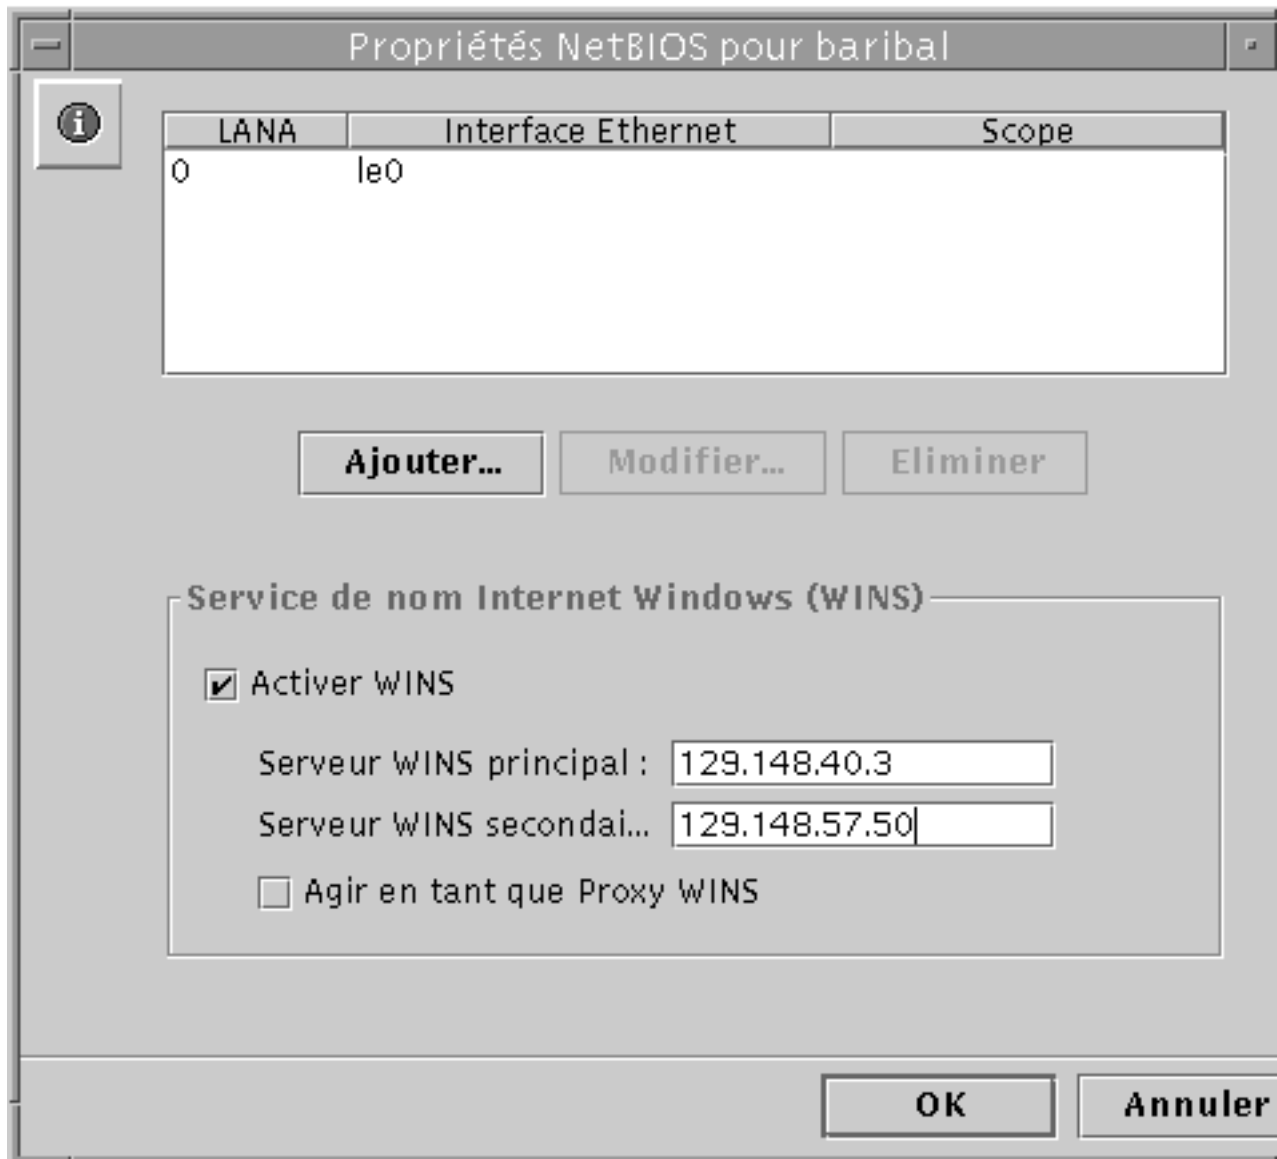 Propriétés NetBIOS pour baribal
LANA Interface Ethernet Scope
0 le0
Ajouter... Modifier... Eliminer
Service de nom Internet Windows (WINS)
Activer WINS
Serveur WINS principal : 129.148.40.3
Serveur WINS secondai... 129.148.57.50
Agir en tant que Proxy WINS
OK Annuler